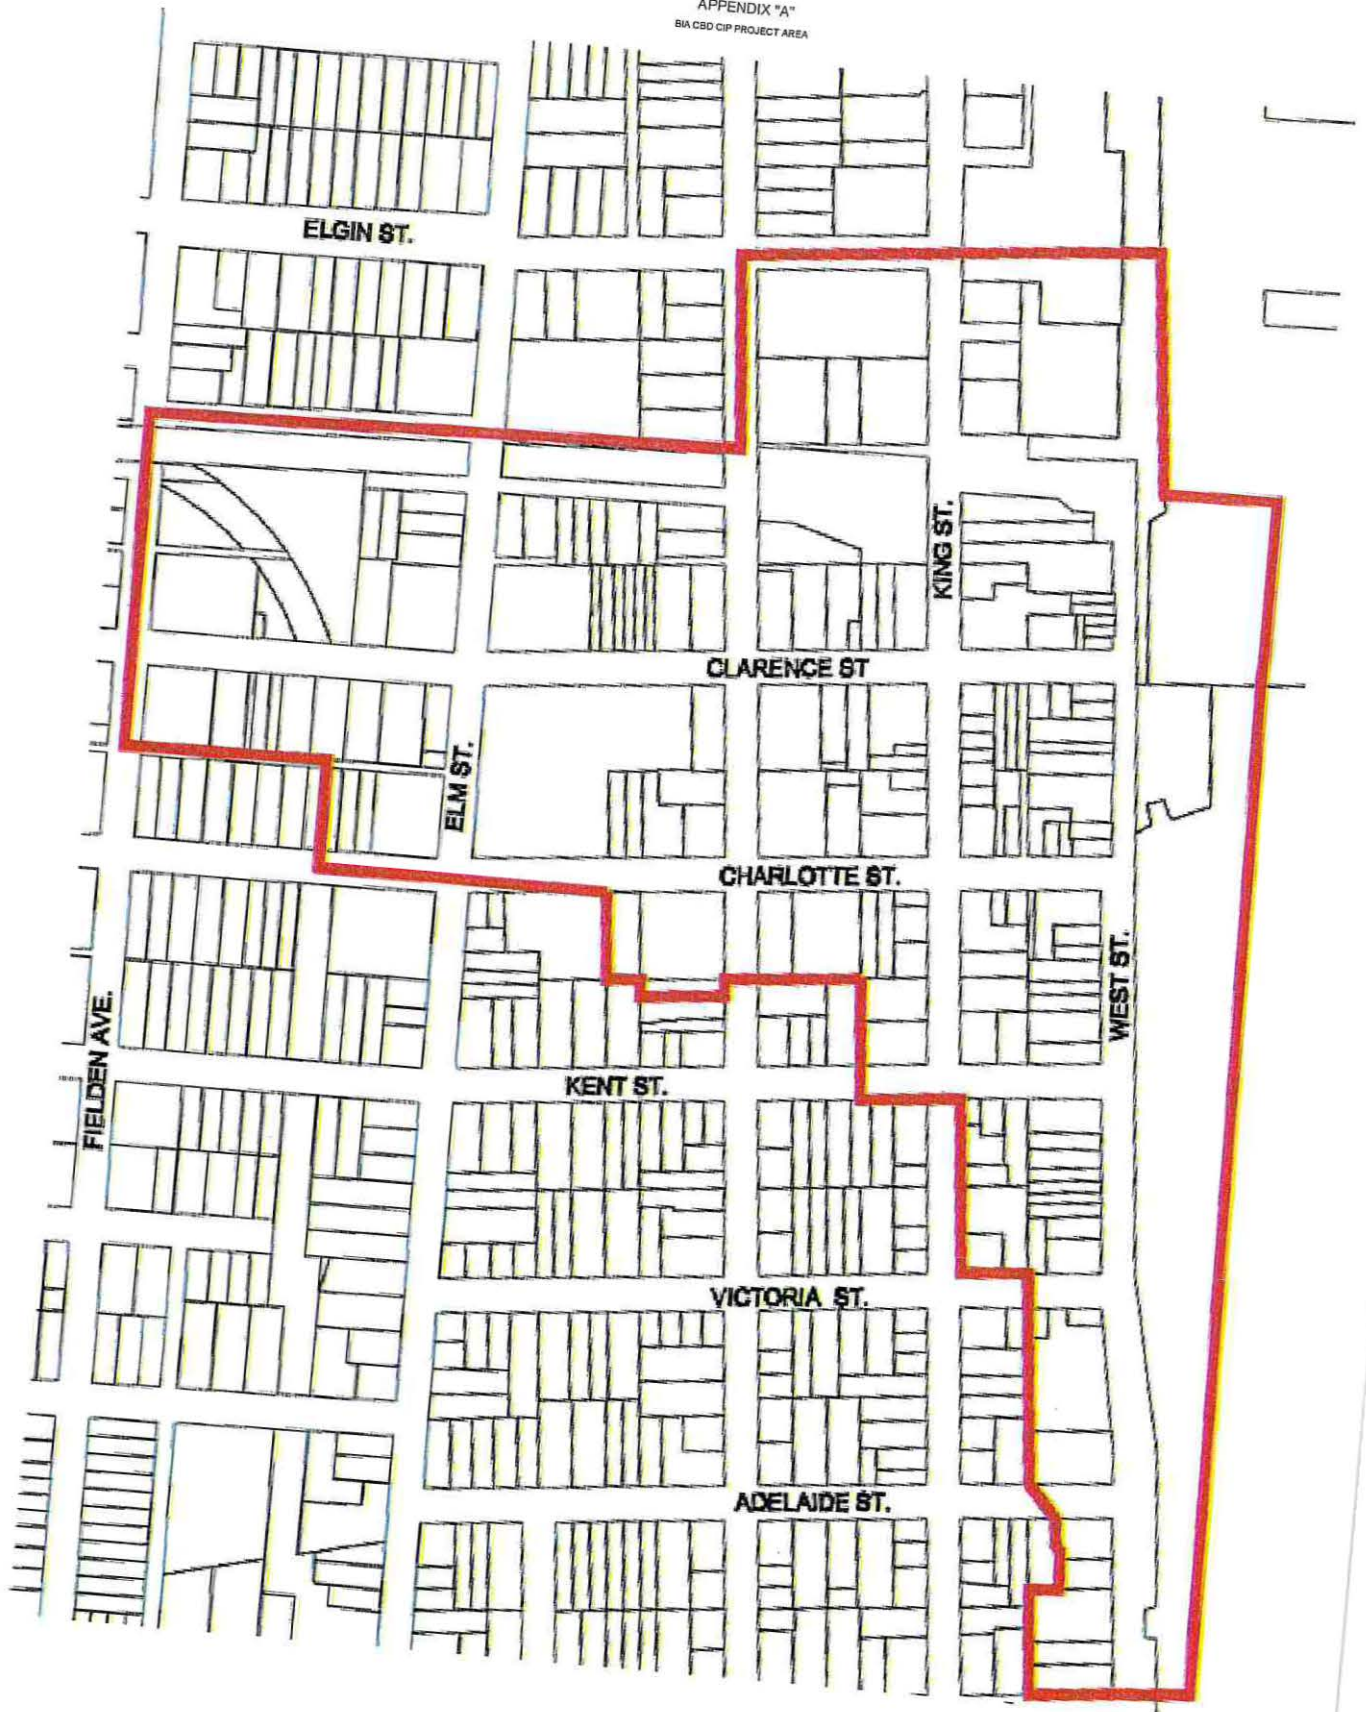 APPENDIX "A"
BIA CBD CIP PROJECT AREA
ELGIN ST.
KING ST.
CLARENCE ST
ELM ST.
CHARLOTTE ST.
WEST ST.
FIELDEN AVE.
KENT ST.
VICTORIA ST.
ADELAIDE ST.